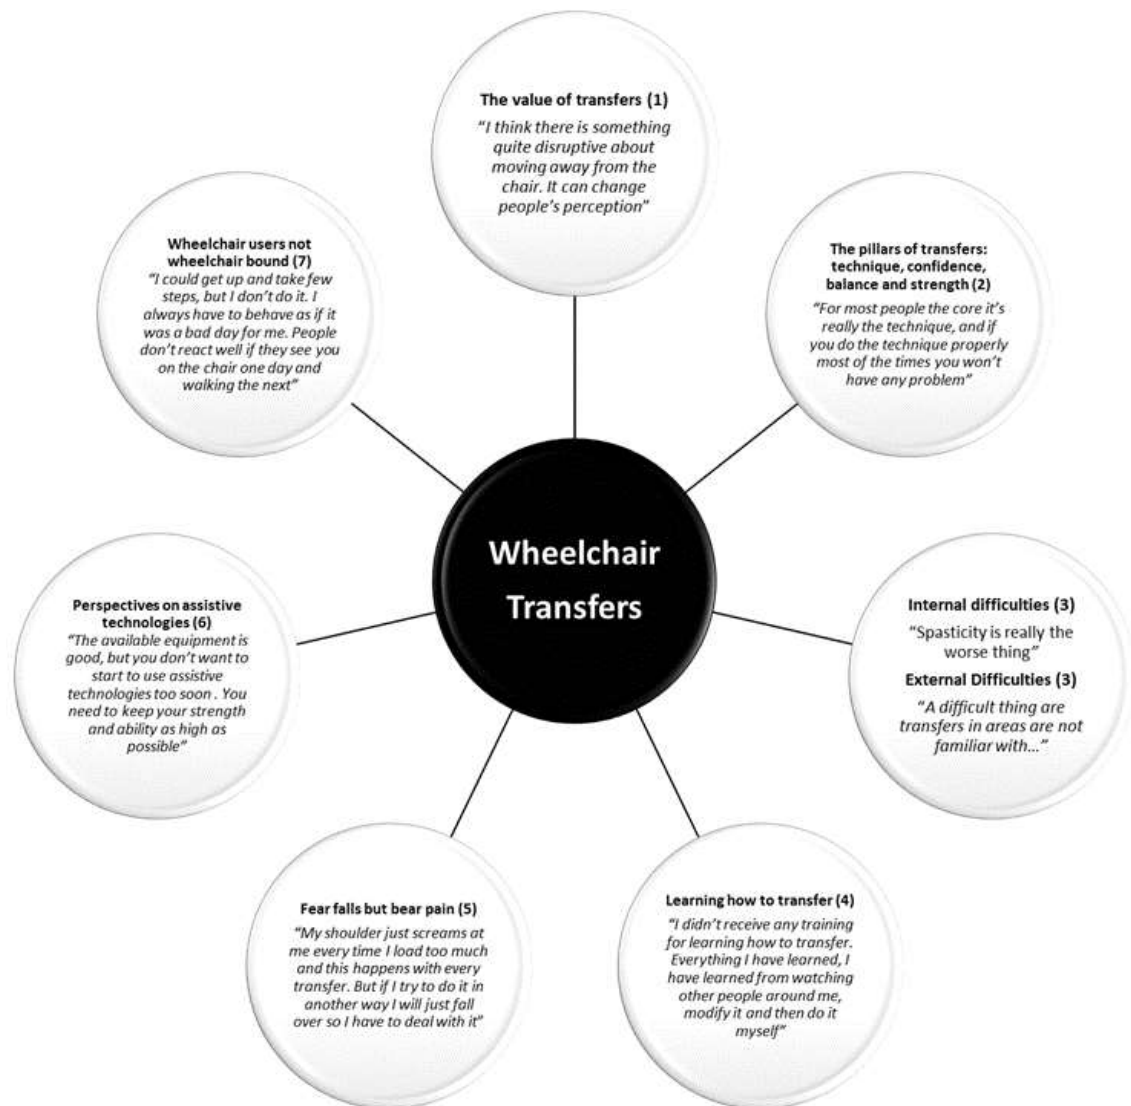 The value of transfers (1)
"I think there is something
quite disruptive about
moving away from the
chair. It can change
people's perception"
The pillars of transfers:
technique, confidence,
balance and strength (2)
"For most people the core it's
really the technique, and if
you do the technique properly
most of the times you won't
have any problem"
Internal difficulties (3)
"Spasticity is really the
worse thing"
External Difficulties (3)
"A difficult thing are
transfers in areas are not
familiar with..."
Learning how to transfer (4)
"I didn't receive any training
for learning how to transfer.
Everything I have learned, I
have learned from watching
other people around me,
modify it and then do it
myself"
Fear falls but bear pain (5)
"My shoulder just screams at
me every time I load too much
and this happens with every
transfer. But if I try to do it in
another way I will just fall
over so I have to deal with it"
Perspectives on assistive
technologies (6)
"The available equipment is
good, but you don't want to
start to use assistive
technologies too soon . You
need to keep your strength
and ability as high as
possible"
Wheelchair users not
wheelchair bound (7)
"I could get up and take few
steps, but I don't do it. I
always have to behave as if it
was a bad day for me. People
don't react well if they see you
on the chair one day and
walking the next"
Wheelchair
Transfers